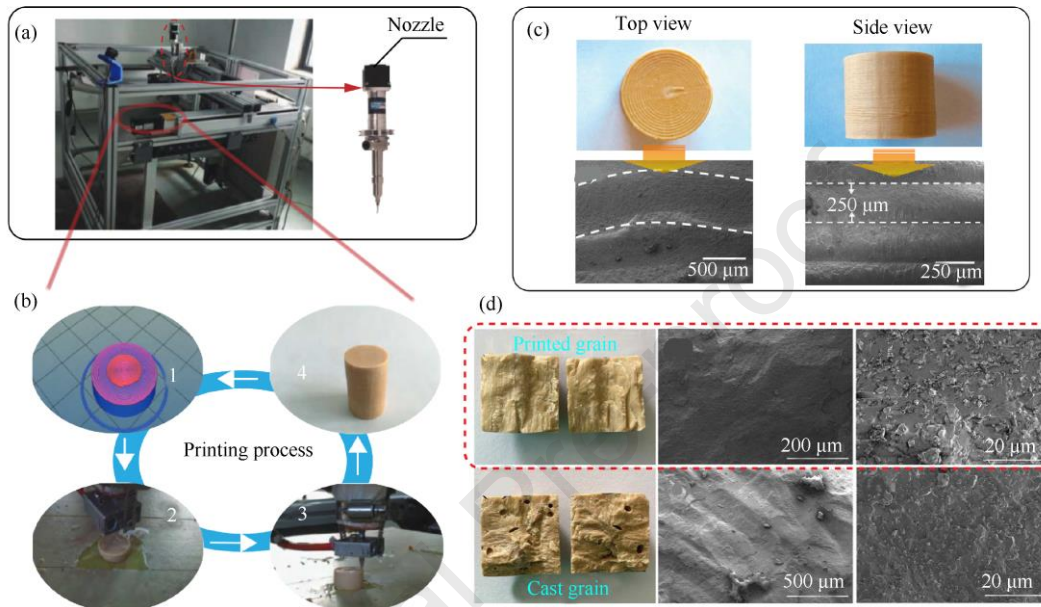 (a)
Nozzle
(b)
1
4
Printing process
2
3
(c)
Top view
Side view
250 μm
500 μm
250 μm
(d)
Printed grain
200 μm
20 μm
Cast grain
500 μm
20 μm